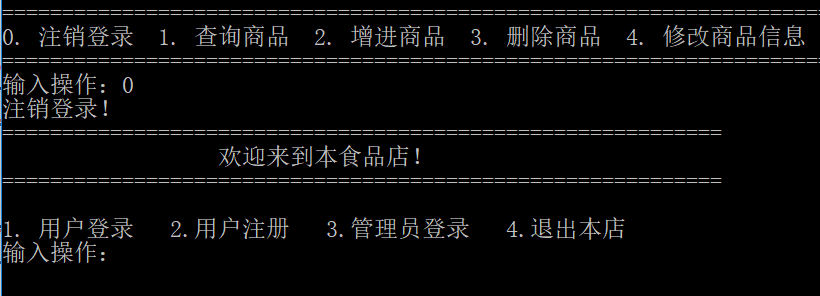 ====================================================================
0. 注销登录  1. 查询商品  2. 增进商品  3. 删除商品  4. 修改商品信息
====================================================================
输入操作：0
注销登录！
============================================================
欢迎来到本食品店！
============================================================
1. 用户登录   2.用户注册   3.管理员登录   4.退出本店
输入操作：